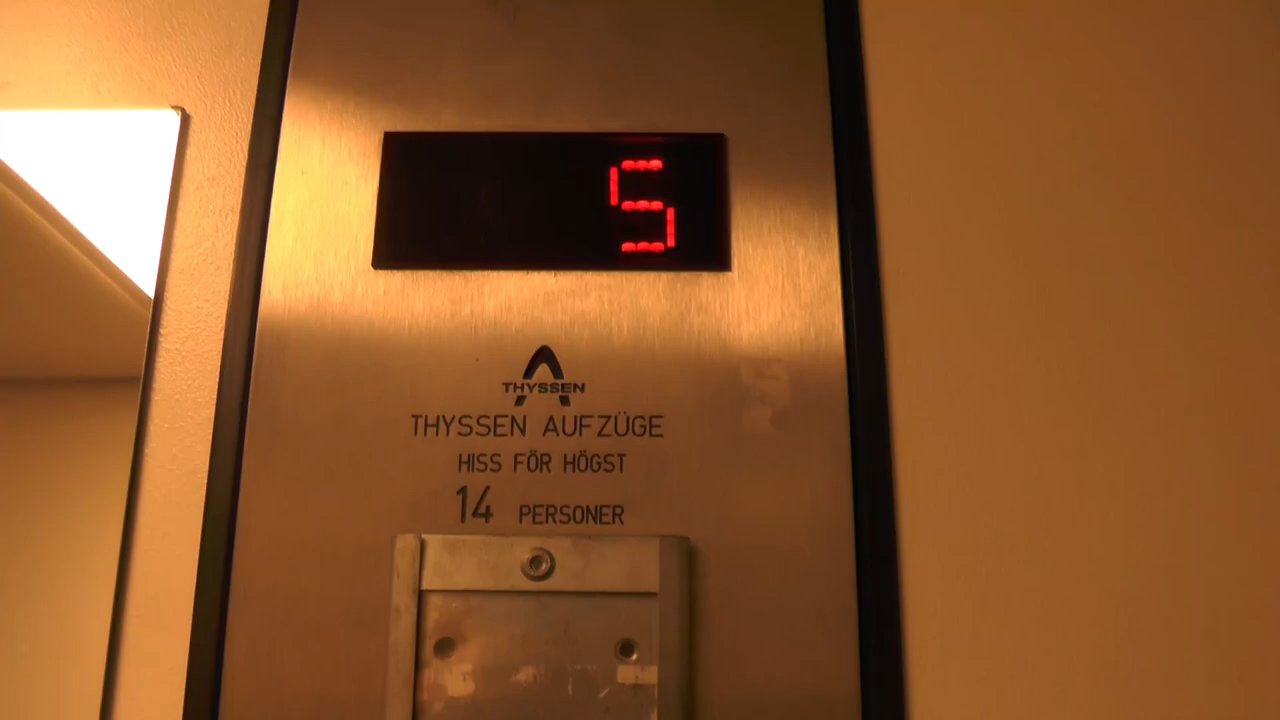 5
THYSSEN
THYSSEN AUFZÜGE
HISS FÖR HÖGST
14 PERSONER